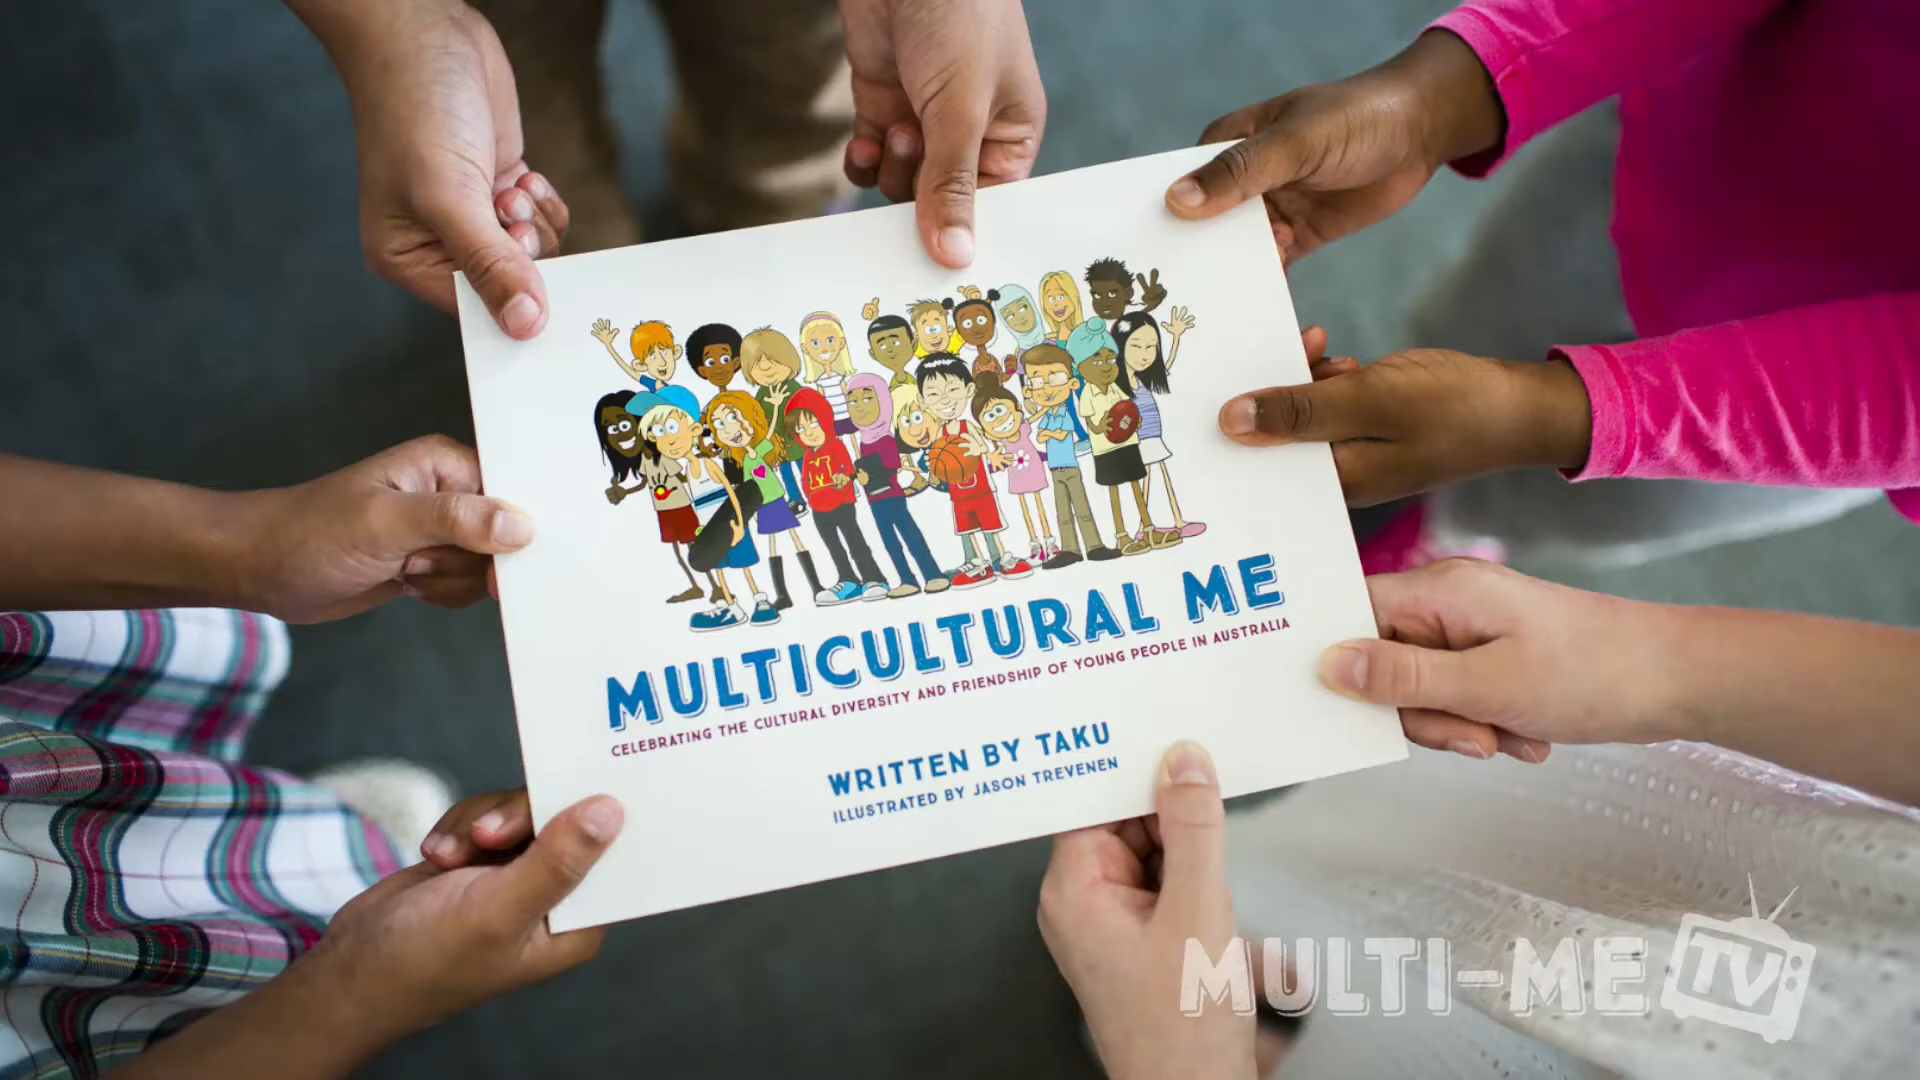 M
MULTICULTURAL ME
CELEBRATING THE CULTURAL DIVERSITY AND FRIENDSHIP OF YOUNG PEOPLE IN AUSTRALIA
WRITTEN BY TAKU
ILLUSTRATED BY JASON TREVENEN
MULTI-ME TV